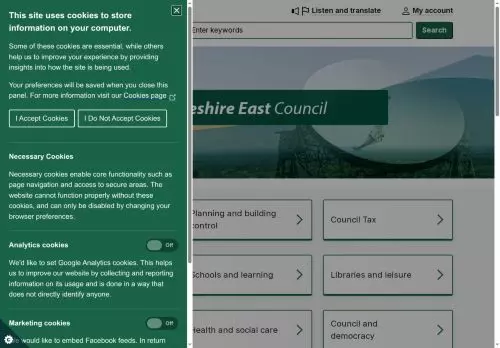 This site uses cookies to store
information on your computer.
Some of these cookies are essential, while others
help us to improve your experience by providing
insights into how the site is being used.
Your preferences will be saved when you close this
panel. For more information visit our Cookies page
I Accept Cookies
I Do Not Accept Cookies
Necessary Cookies
Necessary cookies enable core functionality such as
page navigation and access to secure areas. The
website cannot function properly without these
cookies, and can only be disabled by changing your
browser preferences.
Analytics cookies
Off
We'd like to set Google Analytics cookies. This helps
us to improve our website by collecting and reporting
information on its usage and is done in a way that
does not directly identify anyone.
Marketing cookies
Off
would like to embed Facebook feeds. In return
Listen and translate
My account
Enter keywords
Search
eshire East Council
Planning and building
control
Council Tax
Schools and learning
Libraries and leisure
Health and social care
Council and
democracy